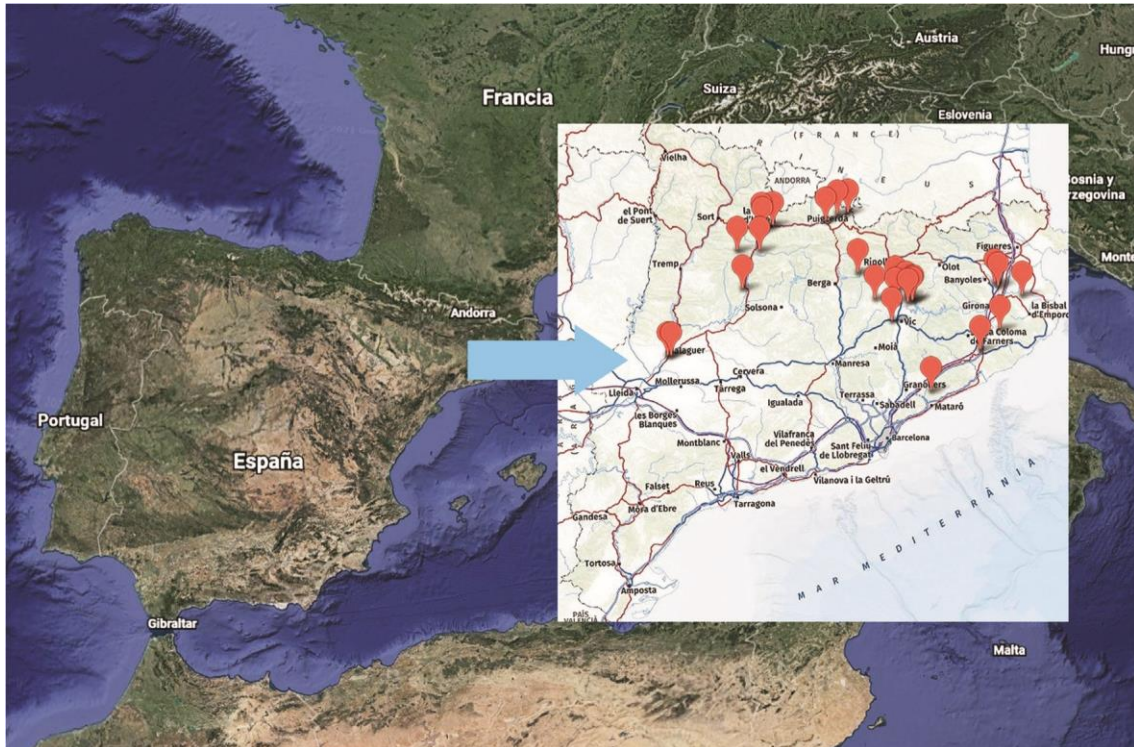 Austria
Hungr
Francia
Suiza
Eslovenia
Bosnia y
rzegovina
Monte
Andorra
Portugal
España
Gibraltar
Malta
(FRANCE)
P I R I N E U S
Vielha
ANDORRA
el Pont
de Suert
Sort
la
d'
Puigcerdà
Figueres
Tremp
Ripoll
Olot
Banyoles
Berga
Solsona
Girona
la Bisbal
d'Empord
Vic
a Coloma
de Farners
alaguer
Moià
Manresa
Cervera
Mollerussa
Tàrrega
Granollers
Lleida
Igualada
Terrassa
Sabadell
Mataró
les Borges
Blanques
Barcelona
Vilafranca
del Penedès
Sant Feliu
de Llobregat
Montblanc
Valls
el Vendrell
Vilanova i la Geltrú
Falset
Reus
Tarragona
Móra d'Ebre
Gandesa
MAR MEDITERRÀNIA
Tortosa
Amposta
PAÍS
VALENCIÀ